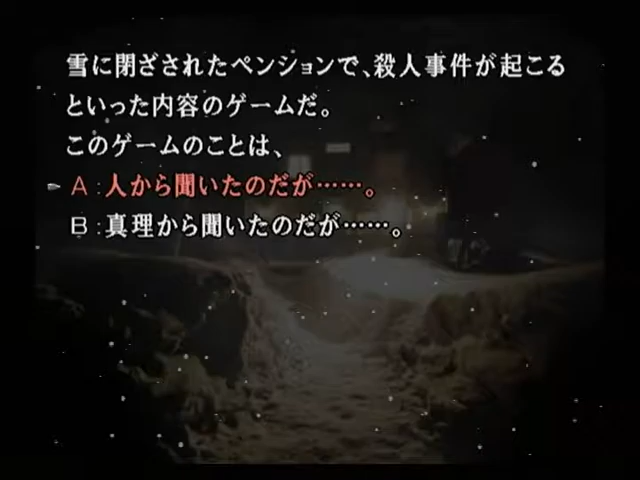 雪に閉ざされたペンションで、殺人事件が起こる
といった内容のゲームだ。
このゲームのことは、
A:人から聞いたのだが……。
B:真理から聞いたのだが……。